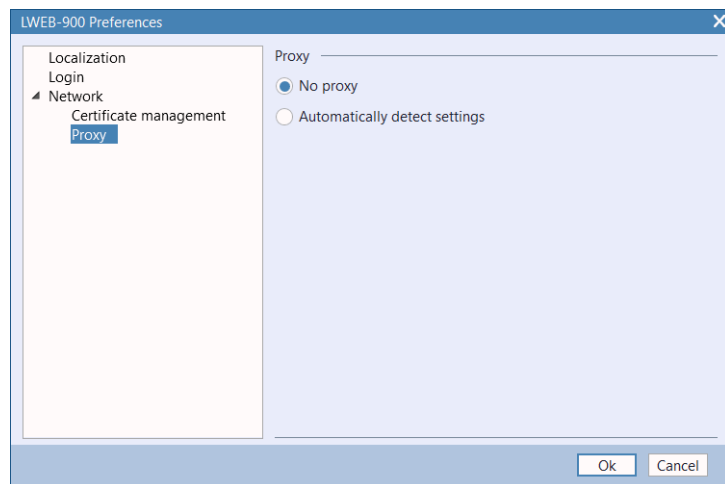 LWEB-900 Preferences
Localization
Login
Network
Certificate management
Proxy
Proxy
No proxy
Automatically detect settings
Ok
Cancel